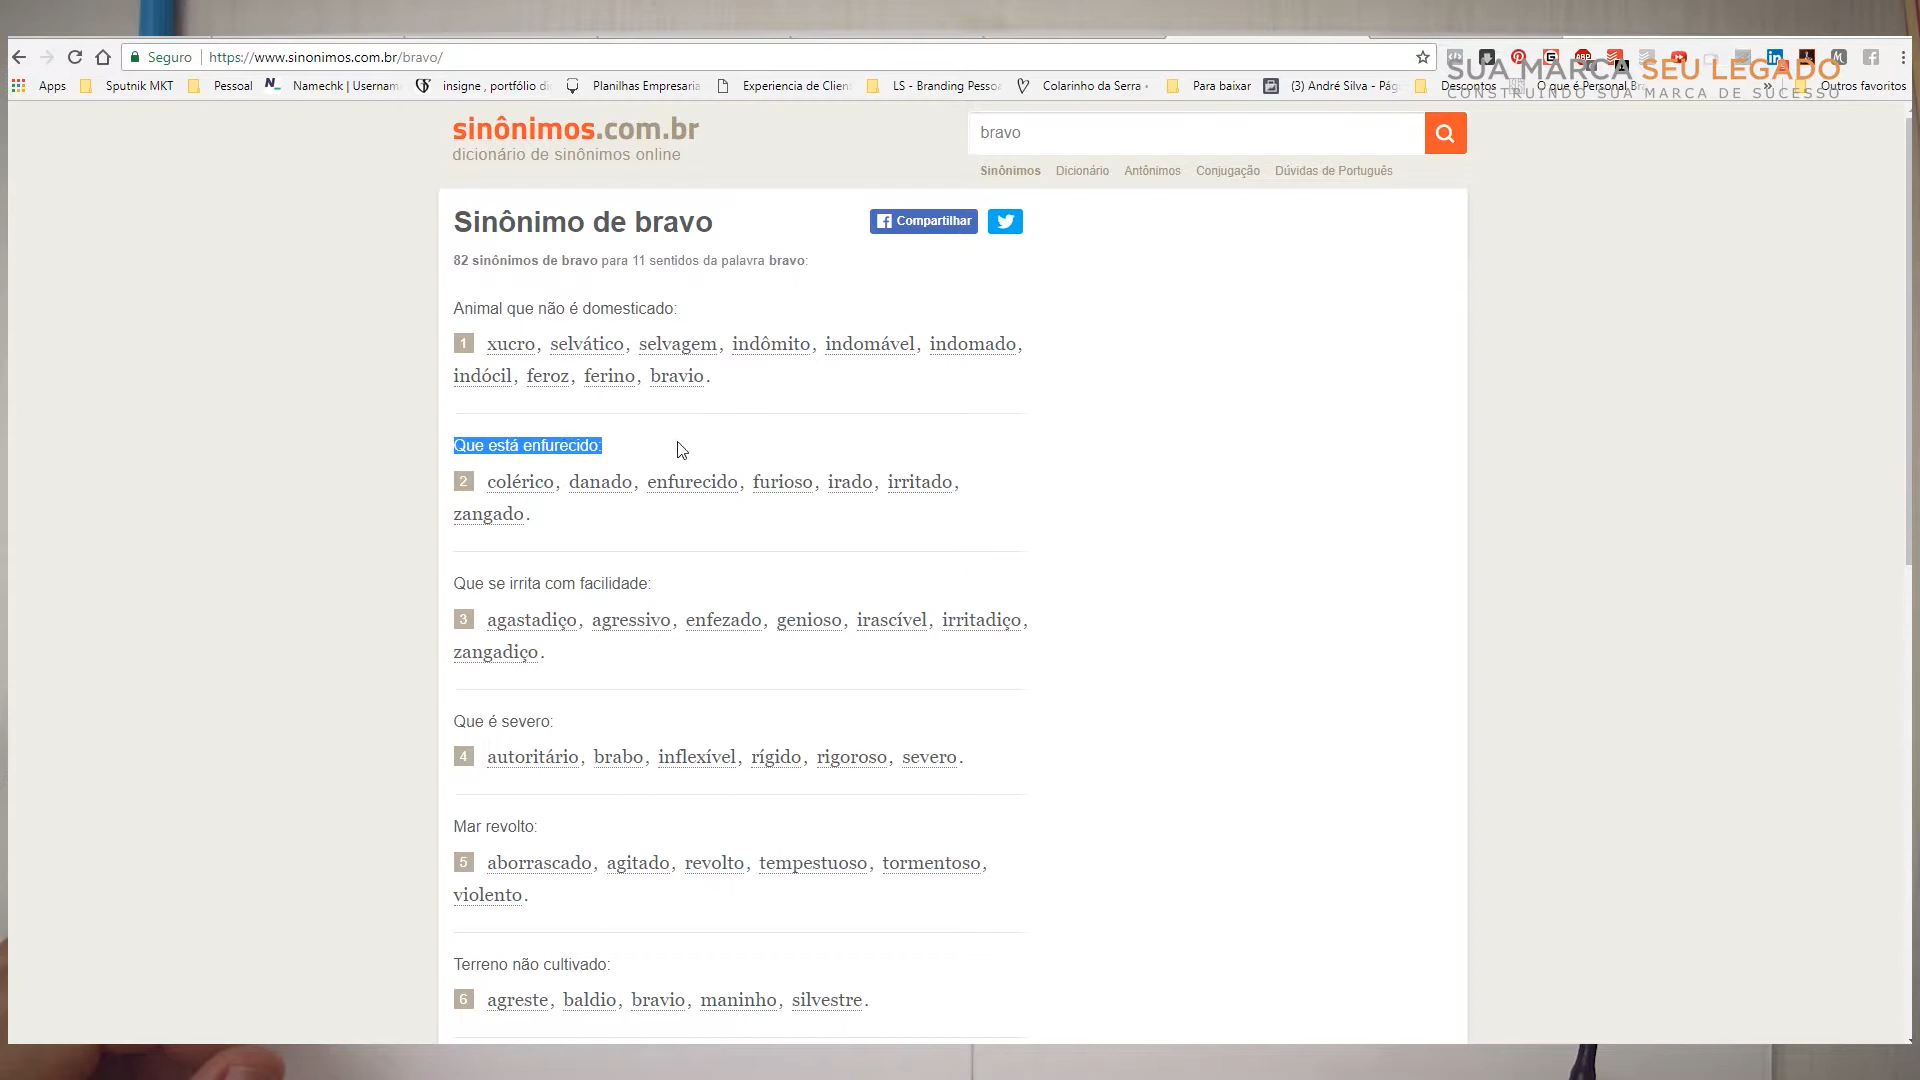 Seguro https://www.sinonimos.com.br/bravo/
SUA MARCA SEU LEGADO
CONSTRUINDO SUA MARCA DE SUCESSO
Apps Sputnik MKT Pessoal Namechk | Usernam insigne , portfólio di Planilhas Empresaria Experiencia de Clien LS - Branding Pessoa Colarinho da Serra Para baixar (3) André Silva - Pág Descontos O que é Personal Bra » Outros favoritos
sinônimos.com.br
dicionário de sinônimos online
bravo
Sinônimos Dicionário Antônimos Conjugação Dúvidas de Português
Sinônimo de bravo
Compartilhar
82 sinônimos de bravo para 11 sentidos da palavra bravo:
Animal que não é domesticado:
1 xucro, selvático, selvagem, indômito, indomável, indomado,
indócil, feroz, ferino, bravio.
Que está enfurecido:
2 colérico, danado, enfurecido, furioso, irado, irritado,
zangado.
Que se irrita com facilidade:
3 agastadiço, agressivo, enfezado, genioso, irascível, irritadiço,
zangadiço.
Que é severo:
4 autoritário, brabo, inflexível, rígido, rigoroso, severo.
Mar revolto:
5 aborrascado, agitado, revolto, tempestuoso, tormentoso,
violento.
Terreno não cultivado:
6 agreste, baldio, bravio, maninho, silvestre.